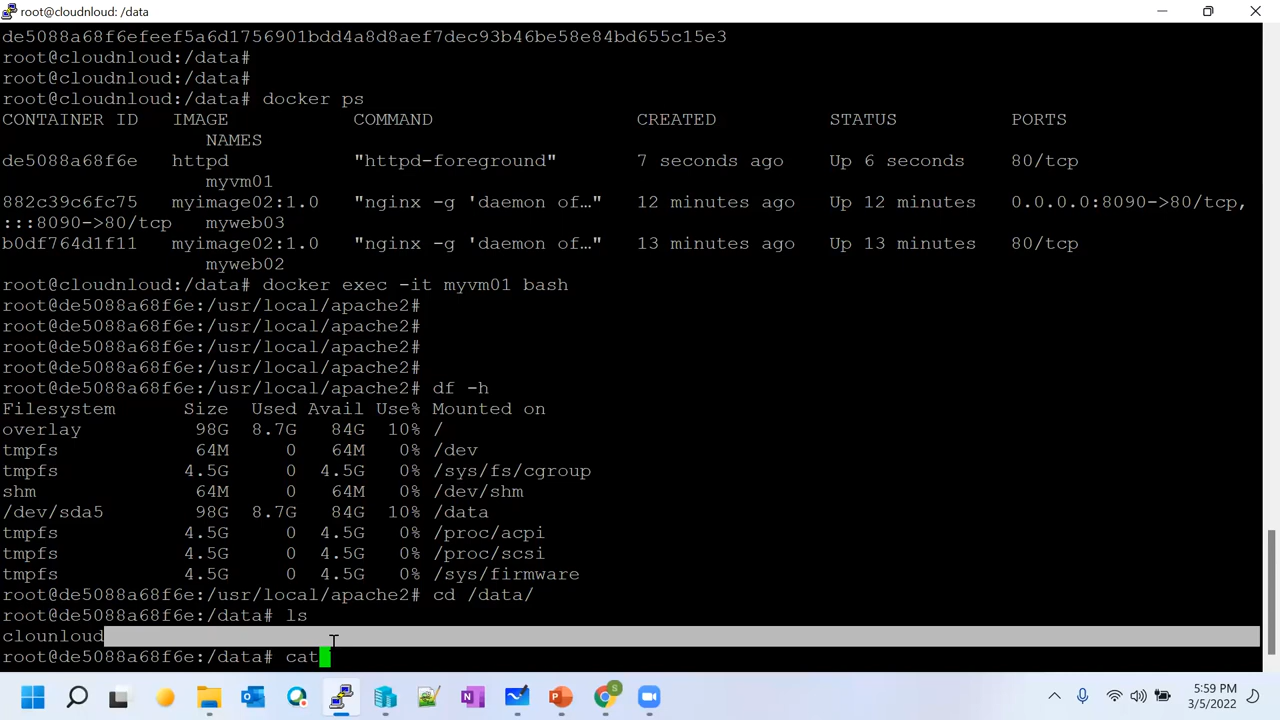 cloudnloud: /data
de5088a68f6efeef5a6d1756901bdd4a8d8aef7dec93b46be58e84bd655c15e3
root@cloudnloud:/data#
root@cloudnloud:/data#
root@cloudnloud:/data# docker ps
CONTAINER ID   IMAGE           COMMAND                  CREATED          STATUS          PORTS
NAMES
de5088a68f6e   httpd           "httpd-foreground"       7 seconds ago    Up 6 seconds    80/tcp
myvm01
882c39c6fc75   myimage02:1.0   "nginx -g 'daemon of…"   12 minutes ago   Up 12 minutes   0.0.0.0:8090->80/tcp,
:::8090->80/tcp   myweb03
b0df764d1f11   myimage02:1.0   "nginx -g 'daemon of…"   13 minutes ago   Up 13 minutes   80/tcp
myweb02
root@cloudnloud:/data# docker exec -it myvm01 bash
root@de5088a68f6e:/usr/local/apache2#
root@de5088a68f6e:/usr/local/apache2#
root@de5088a68f6e:/usr/local/apache2#
root@de5088a68f6e:/usr/local/apache2#
root@de5088a68f6e:/usr/local/apache2# df -h
Filesystem      Size  Used Avail Use% Mounted on
overlay          98G  8.7G   84G  10% /
tmpfs            64M     0   64M   0% /dev
tmpfs           4.5G     0  4.5G   0% /sys/fs/cgroup
shm              64M     0   64M   0% /dev/shm
/dev/sda5        98G  8.7G   84G  10% /data
tmpfs           4.5G     0  4.5G   0% /proc/acpi
tmpfs           4.5G     0  4.5G   0% /proc/scsi
tmpfs           4.5G     0  4.5G   0% /sys/firmware
root@de5088a68f6e:/usr/local/apache2# cd /data/
root@de5088a68f6e:/data# ls
clounloud
root@de5088a68f6e:/data# cat
5:59 PM
3/5/2022